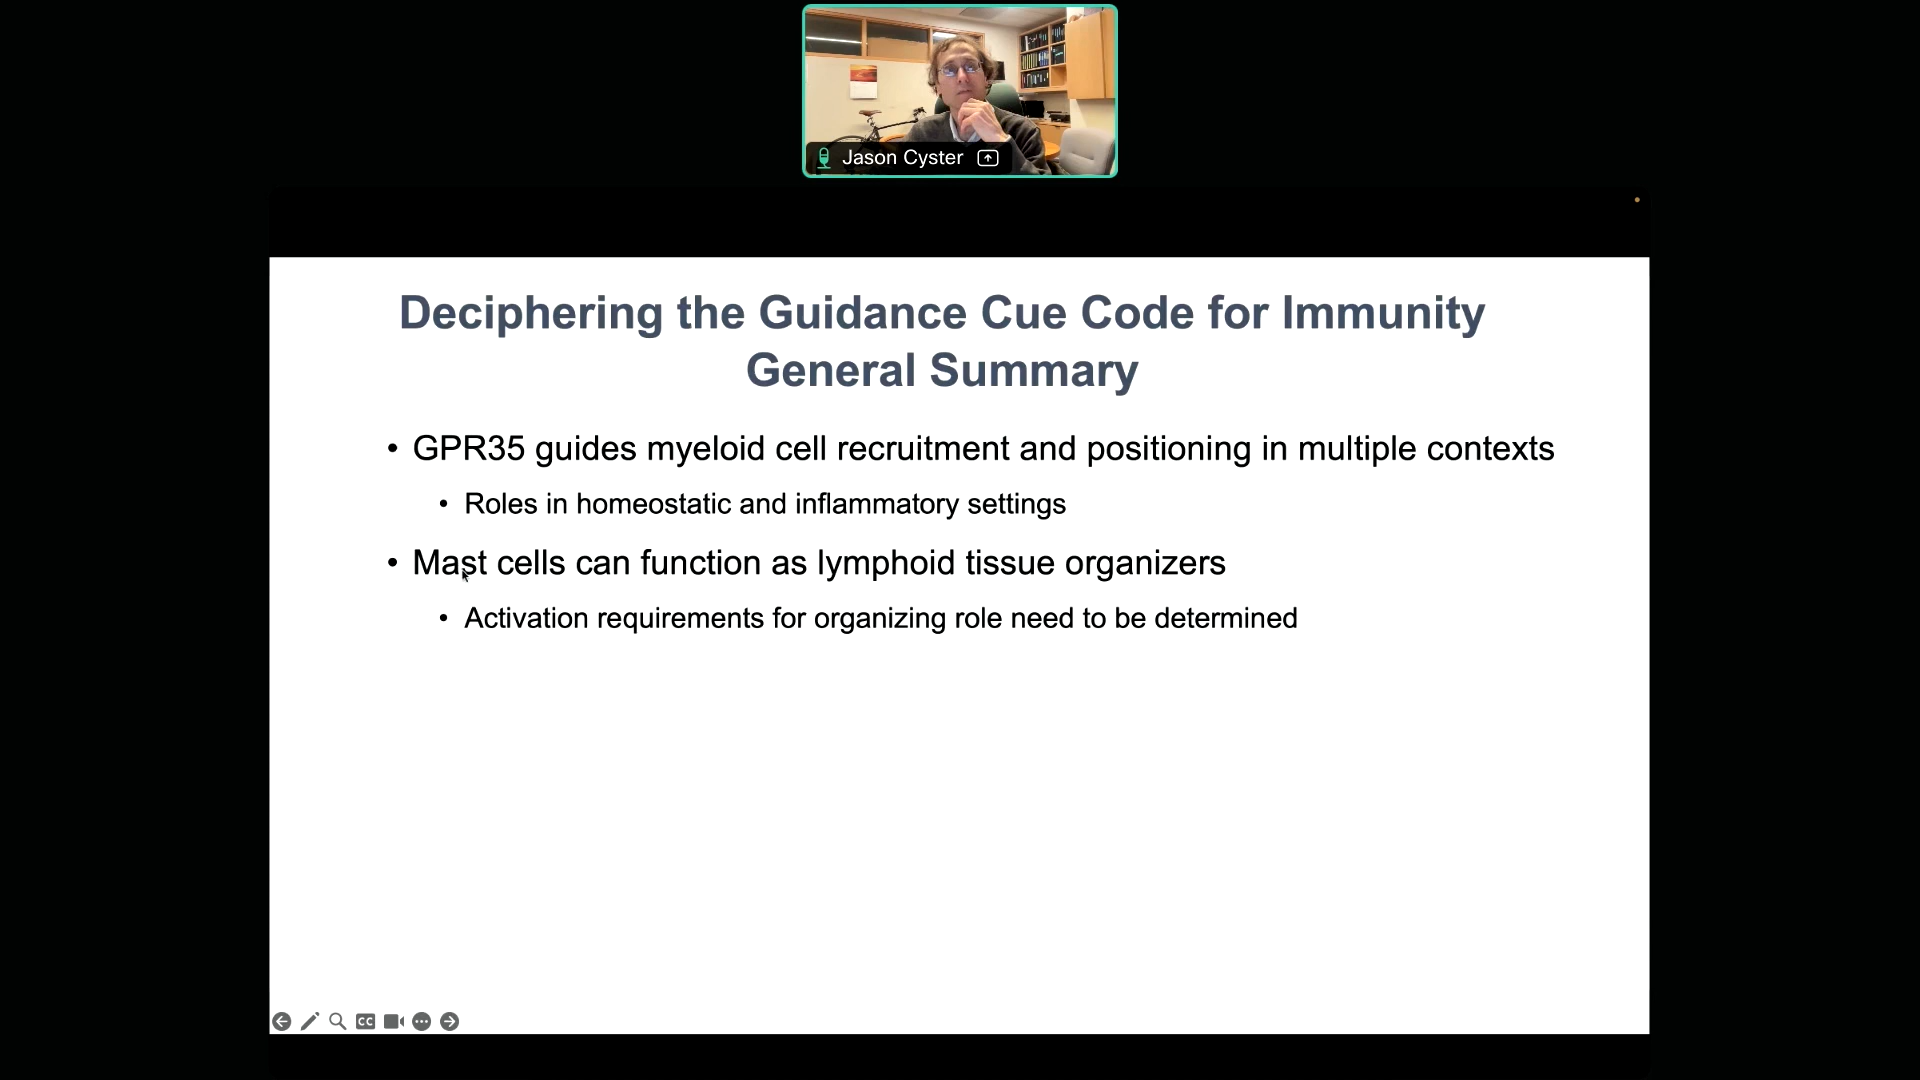 Jason Cyster
Deciphering the Guidance Cue Code for Immunity
General Summary
• GPR35 guides myeloid cell recruitment and positioning in multiple contexts
• Roles in homeostatic and inflammatory settings
• Mast cells can function as lymphoid tissue organizers
• Activation requirements for organizing role need to be determined
CC